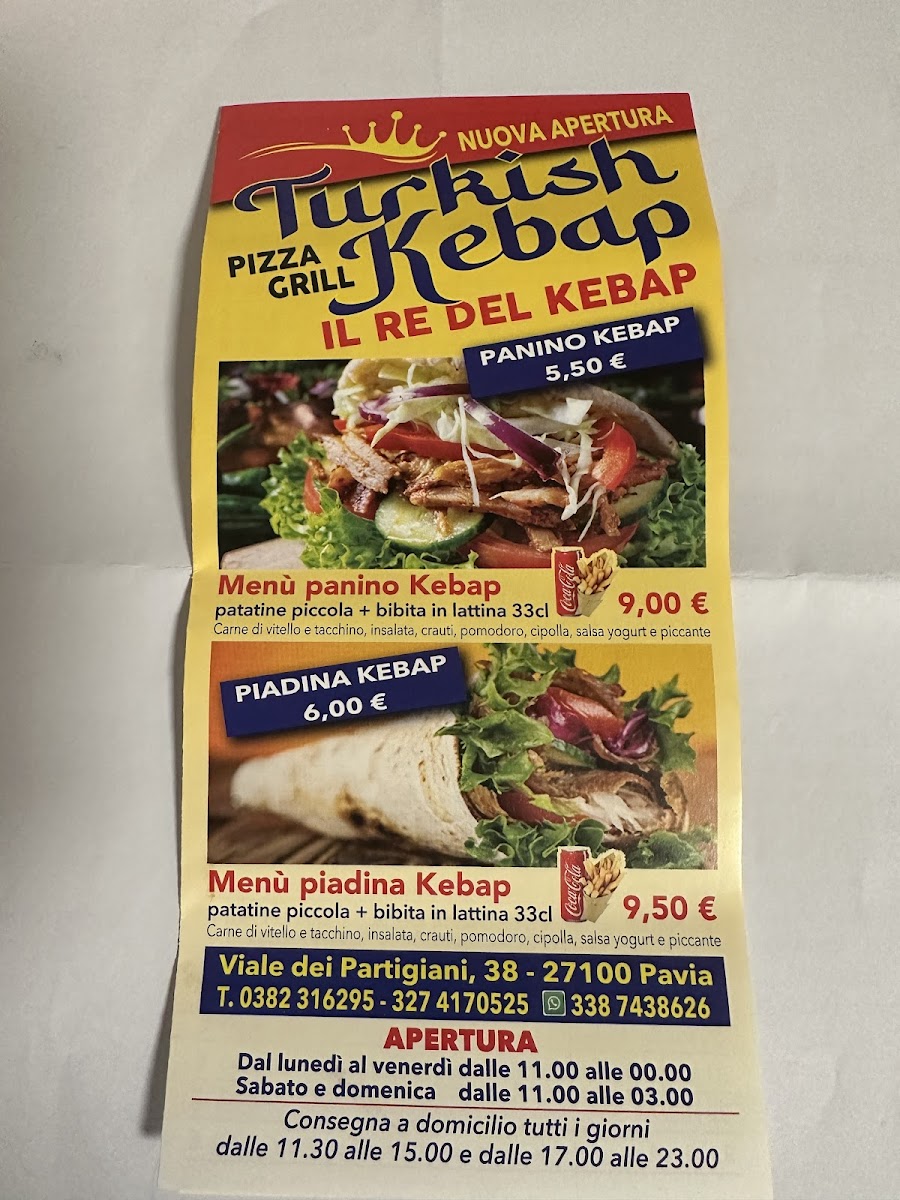 NUOVA APERTURA
Turkish
Kebap
PIZZA
GRILL
IL RE DEL KEBAP
PANINO KEBAP
5,50 €
Menù panino Kebap
patatine piccola + bibita in lattina 33cl
Coca-Cola
9,00 €
Carne di vitello e tacchino, insalata, crauti, pomodoro, cipolla, salsa yogurt e piccante
PIADINA KEBAP
6,00 €
Menù piadina Kebap
patatine piccola + bibita in lattina 33cl
Coca-Cola
9,50 €
Carne di vitello e tacchino, insalata, crauti, pomodoro, cipolla, salsa yogurt e piccante
Viale dei Partigiani, 38 - 27100 Pavia
T. 0382 316295 - 327 4170525 338 7438626
APERTURA
Dal lunedì al venerdì dalle 11.00 alle 00.00
Sabato e domenica dalle 11.00 alle 03.00
Consegna a domicilio tutti i giorni
dalle 11.30 alle 15.00 e dalle 17.00 alle 23.00